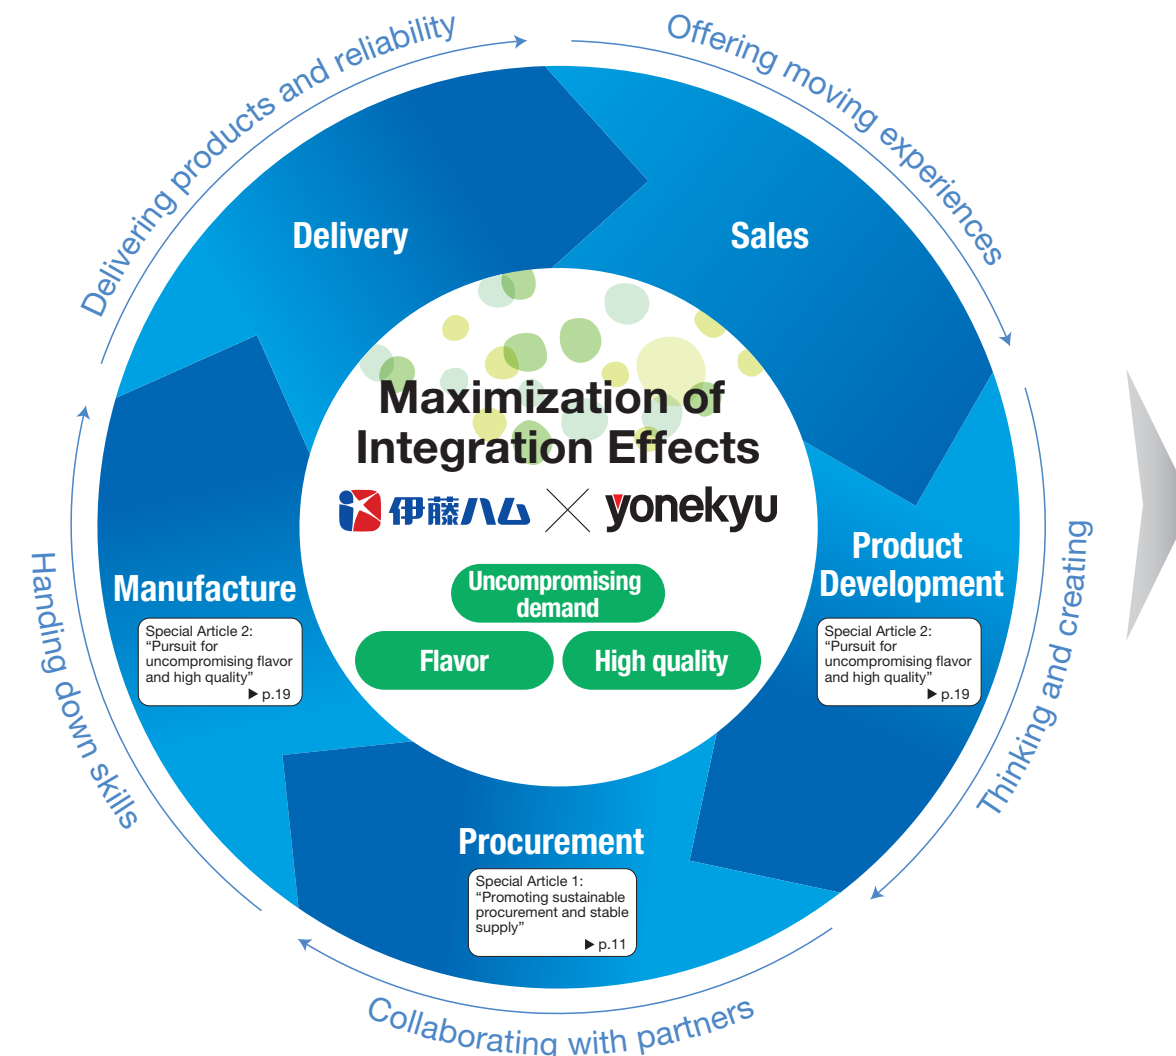 Delivering products and reliability
Offering moving experiences
Delivery
Sales
Maximization of
Integration Effects
伊藤ハム
yonekyu
Uncompromising
demand
Flavor
High quality
Product
Development
Special Article 2:
“Pursuit for
uncompromising flavor
and high quality”
▶ p.19
Thinking and creating
Manufacture
Special Article 2:
“Pursuit for
uncompromising flavor
and high quality”
▶ p.19
Handing down skills
Procurement
Special Article 1:
“Promoting sustainable
procurement and stable
supply”
▶ p.11
Collaborating with partners